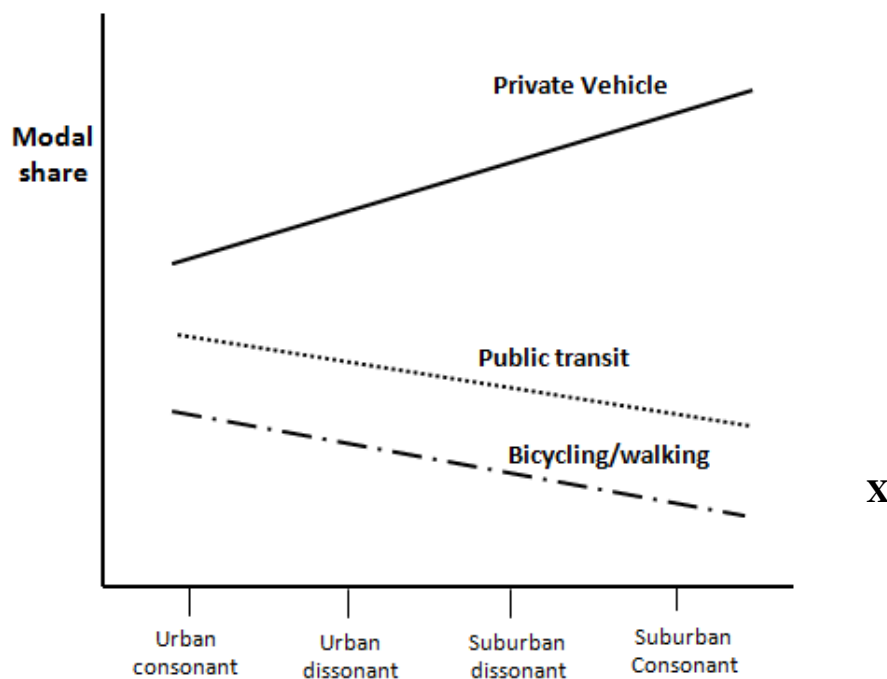 Private Vehicle
Modal
share
Public transit
Bicycling/walking
X
Urban
consonant
Urban
dissonant
Suburban
dissonant
Suburban
Consonant